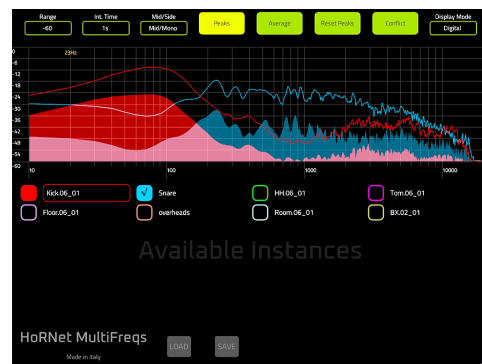 Range Int. Time Mid/Side Display Mode
-60 1s Mid/Mono Peaks Average Reset Peaks Conflict Digital
0 23Hz
-6
-12
-18
-24
-30
-36
-42
-48
-54
-60
10 100 1000 10000
Kick.06_01 √ Snare HH.06_01 Tom.06_01
Floor.06_01 overheads Room.06_01 BX.02_01
Available Instances
HoRNet MultiFreqs
LOAD SAVE
Made in Italy